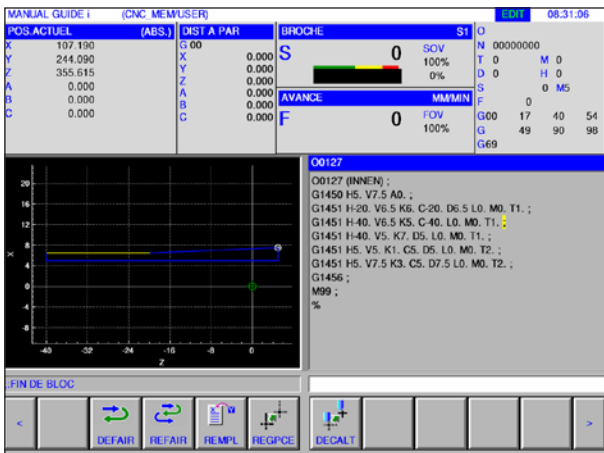 MANUAL GUIDE i (CNC_MEM/USER) EDIT 08:31:06
POS.ACTUEL (ABS.) DIST A PAR BROCHE S1 O
X 107.190 G 00 N 00000000
Y 244.090 X 0.000 S 0 SOV 100% 0% T 0 M 0
Z 355.615 Y 0.000 D 0 H 0
A 0.000 Z 0.000 S 0 M5
B 0.000 A 0.000 AVANCE MM/MIN F 0
C 0.000 B 0.000 F 0 FOV 100% G00 17 40 54
C 0.000 G 49 90 98
G69
O0127
O0127 (INNEN) ;
G1450 H5. V7.5 A0. ;
G1451 H-20. V6.5 K6. C-20. D6.5 L0. M0. T1. ;
G1451 H-40. V6.5 K5. C-40. L0. M0. T1. ;
G1451 H-40. V5. K7. D5. L0. M0. T1. ;
G1451 H5. V5. K1. C5. D5. L0. M0. T2. ;
G1451 H5. V7.5 K3. C5. D7.5 L0. M0. T2. ;
G1456 ;
M99 ;
%
20
16
12
8
4
0
-4
-8
X
-40 -32 -24 -16 -8 0
Z
;:FIN DE BLOC
< DEFAIR REFAIR REMPL REGPCE DECALT >